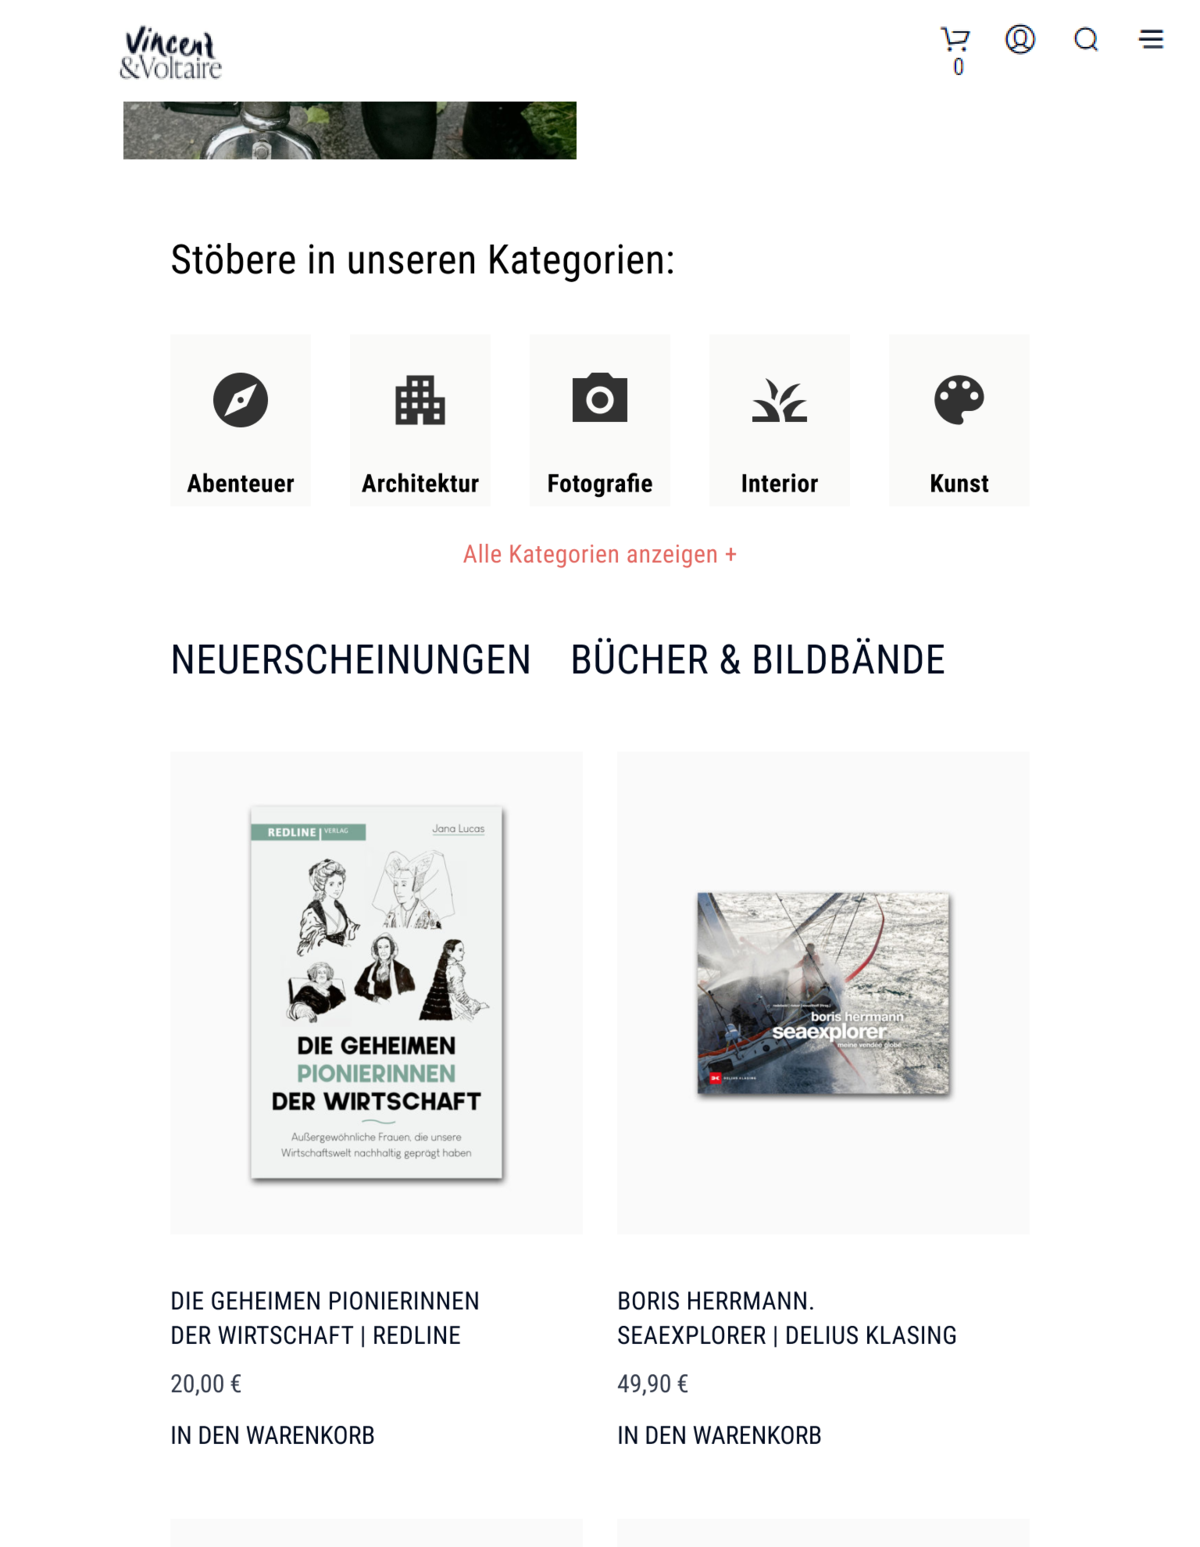 Vincent
&Voltaire
0
Stöbere in unseren Kategorien:
Abenteuer
Architektur
Fotografie
Interior
Kunst
Alle Kategorien anzeigen +
NEUERSCHEINUNGEN
BÜCHER & BILDBÄNDE
REDLINE | VERLAG
Jana Lucas
DIE GEHEIMEN
PIONIERINNEN
DER WIRTSCHAFT
Außergewöhnliche Frauen, die unsere
Wirtschaftswelt nachhaltig geprägt haben
boris herrmann
seaexplorer
meine vendée globe
DELIUS KLASING
DIE GEHEIMEN PIONIERINNEN
DER WIRTSCHAFT | REDLINE
20,00 €
IN DEN WARENKORB
BORIS HERRMANN.
SEAEXPLORER | DELIUS KLASING
49,90 €
IN DEN WARENKORB